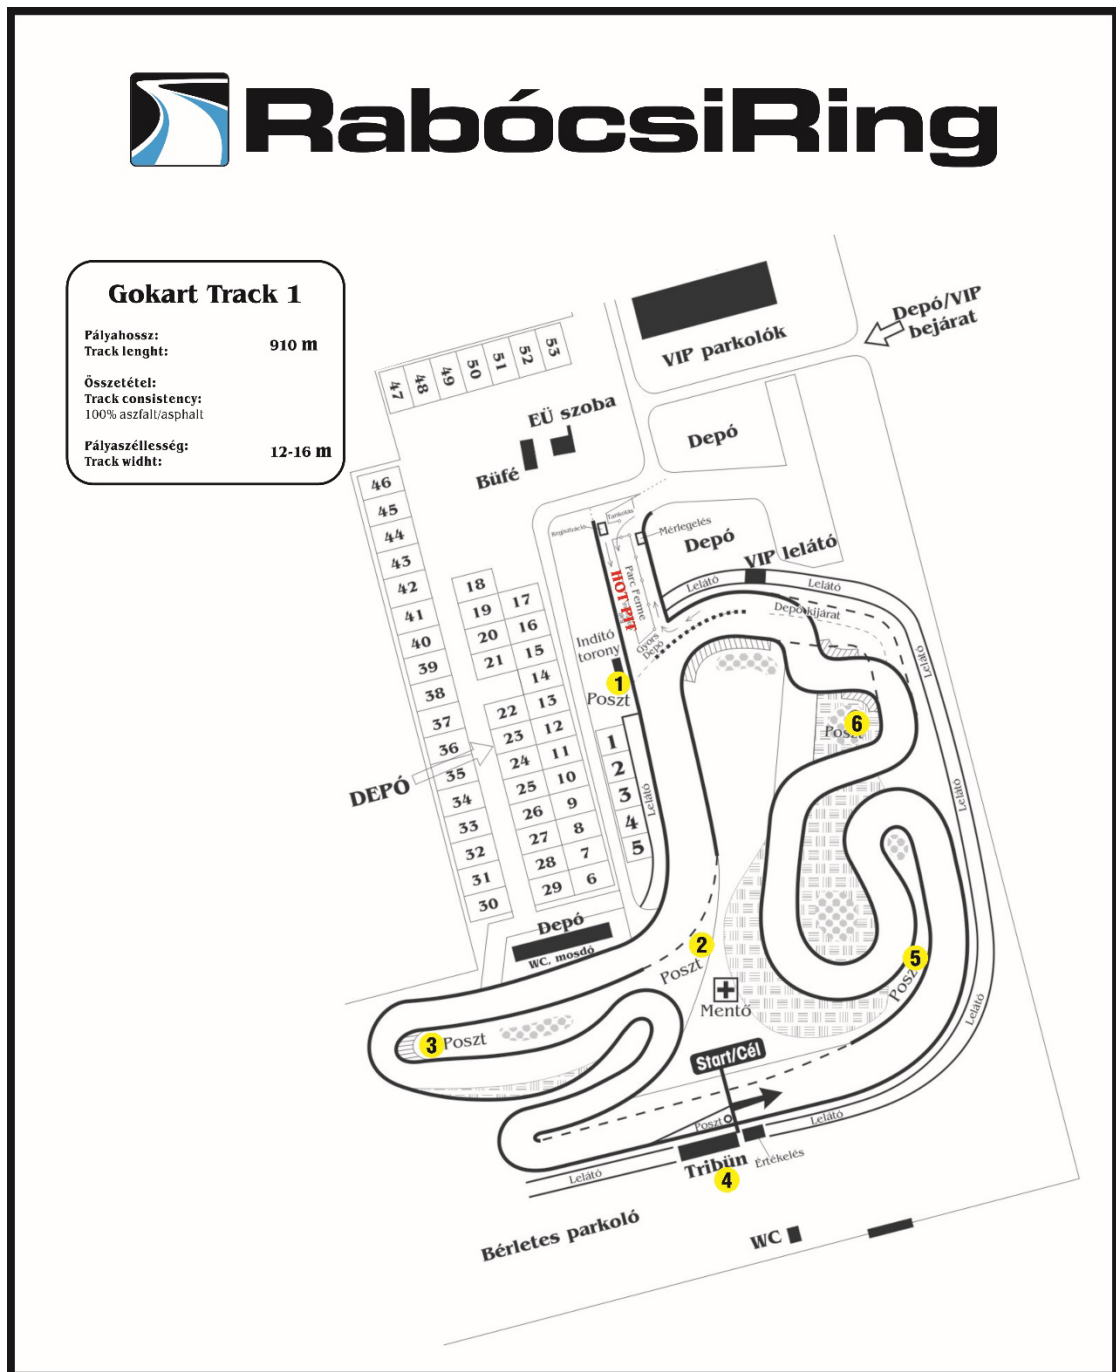 RabócsiRing
Gokart Track 1
Pályahossz:
Track lenght:
910 m
Összetétel:
Track consistency:
100% aszfalt/asphalt
Pályaszéllesség:
Track widht:
12-16 m
Depó/VIP
bejárat
VIP parkolók
47
48
49
50
51
52
53
EÜ szoba
Büfé
Depó
46
45
44
43
42
41
40
39
38
37
36
35
34
33
32
31
30
Regisztráció
Tankolás
Mérlegelés
Depó
VIP lelátó
Lelátó
Lelátó
Parc Ferme
HOT PIT
Gyors
Depó
Depó kijárat
Lelátó
18
19
20
21
17
16
15
14
13
12
11
10
9
8
7
6
22
23
24
25
26
27
28
29
Indító
torony
1
Poszt
1
2
3
4
5
Lelátó
DEPÓ
6
Poszt
Lelátó
Depó
WC, mosdó
2
Poszt
Mentő
5
Poszt
Lelátó
3
Poszt
Start/Cél
Poszt
Lelátó
Értékelés
Tribün
4
Lelátó
Bérletes parkoló
WC